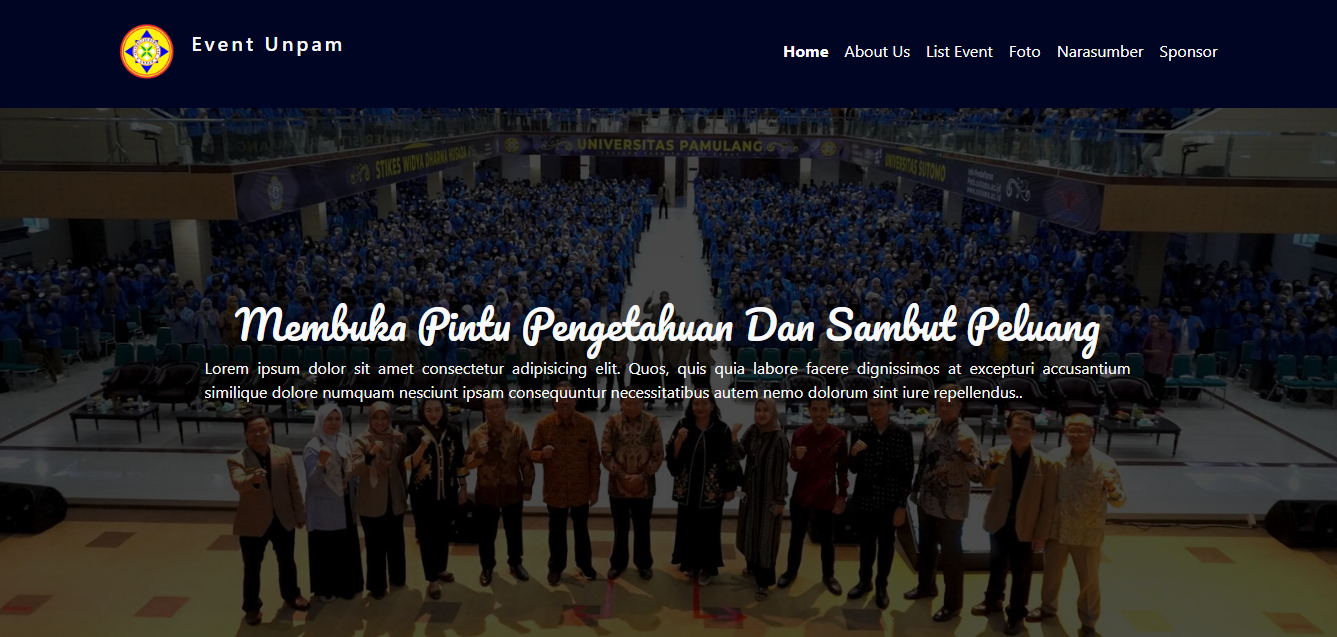 Event Unpam
Home About Us List Event Foto Narasumber Sponsor
STIKES WIDYA DHARMA HUSADA
UNIVERSITAS PAMULANG
UNIVERSITAS SUTOMO
Membuka Pintu Pengetahuan Dan Sambut Peluang
Lorem ipsum dolor sit amet consectetur adipisicing elit. Quos, quis quia labore facere dignissimos at excepturi accusantium
similique dolore numquam nesciunt ipsam consequuntur necessitatibus autem nemo dolorum sint iure repellendus..